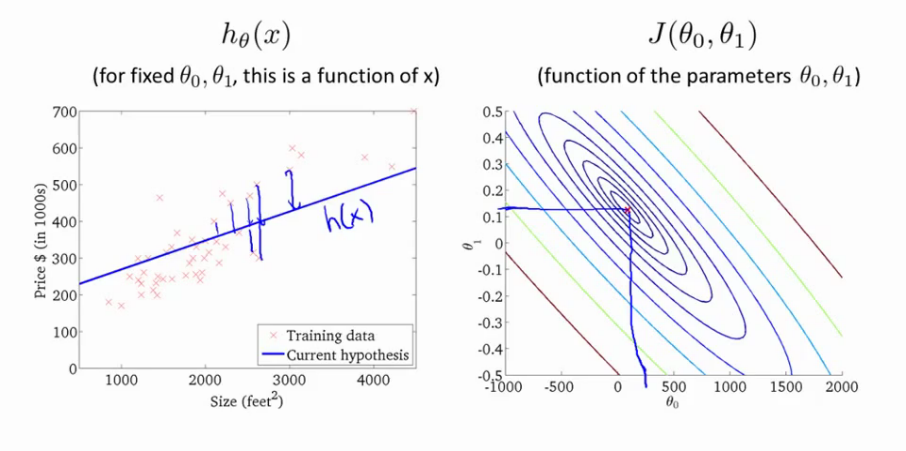 hθ(x)
(for fixed θ0, θ1, this is a function of x)
700
600
500
400
300
200
100
0
Price $ (in 1000s)
1000
2000
3000
4000
Size (feet²)
h(x)
Training data
Current hypothesis
J(θ0, θ1)
(function of the parameters θ0, θ1)
0.5
0.4
0.3
0.2
0.1
0
-0.1
-0.2
-0.3
-0.4
-0.5
θ1
-1000
-500
0
500
1000
1500
2000
θ0